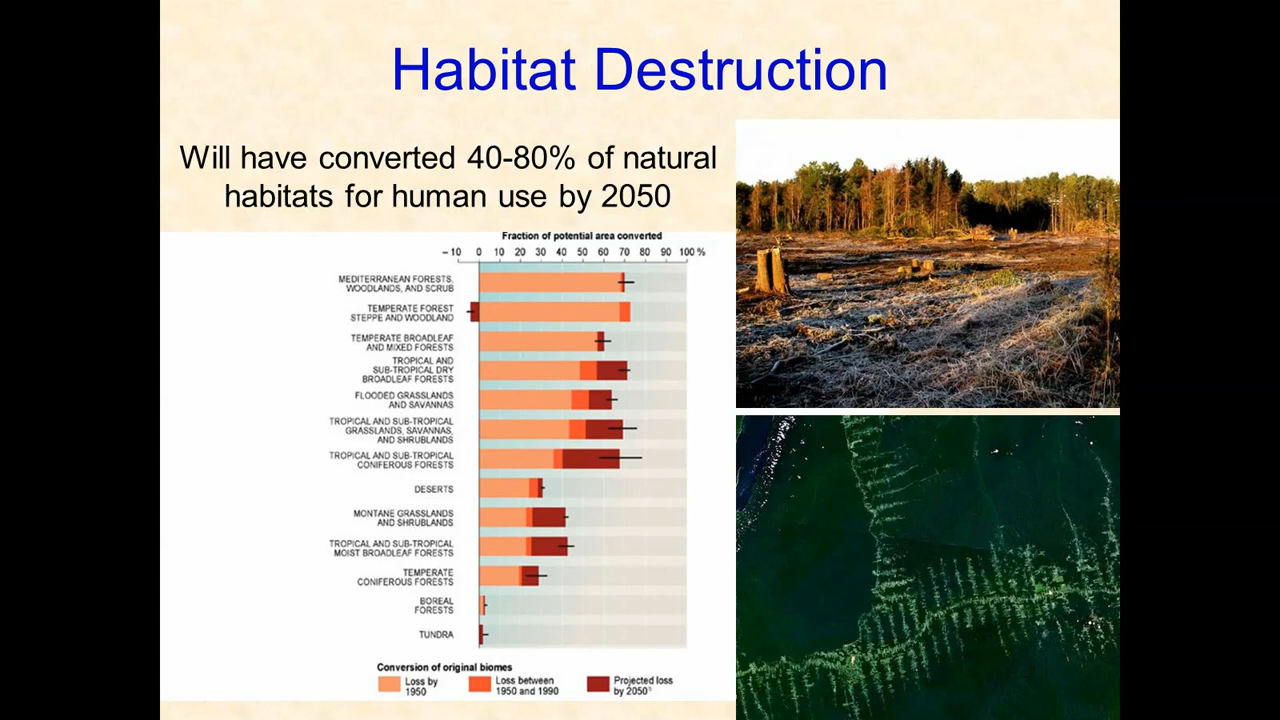 Habitat Destruction
Will have converted 40-80% of natural
habitats for human use by 2050
Fraction of potential area converted
– 10 0 10 20 30 40 50 60 70 80 90 100 %
MEDITERRANEAN FORESTS,
WOODLANDS, AND SCRUB
TEMPERATE FOREST
STEPPE AND WOODLAND
TEMPERATE BROADLEAF
AND MIXED FORESTS
TROPICAL AND
SUB-TROPICAL DRY
BROADLEAF FORESTS
FLOODED GRASSLANDS
AND SAVANNAS
TROPICAL AND SUB-TROPICAL
GRASSLANDS, SAVANNAS,
AND SHRUBLANDS
TROPICAL AND SUB-TROPICAL
CONIFEROUS FORESTS
DESERTS
MONTANE GRASSLANDS
AND SHRUBLANDS
TROPICAL AND SUB-TROPICAL
MOIST BROADLEAF FORESTS
TEMPERATE
CONIFEROUS FORESTS
BOREAL
FORESTS
TUNDRA
Conversion of original biomes
Loss by
1950
Loss between
1950 and 1990
Projected loss
by 2050